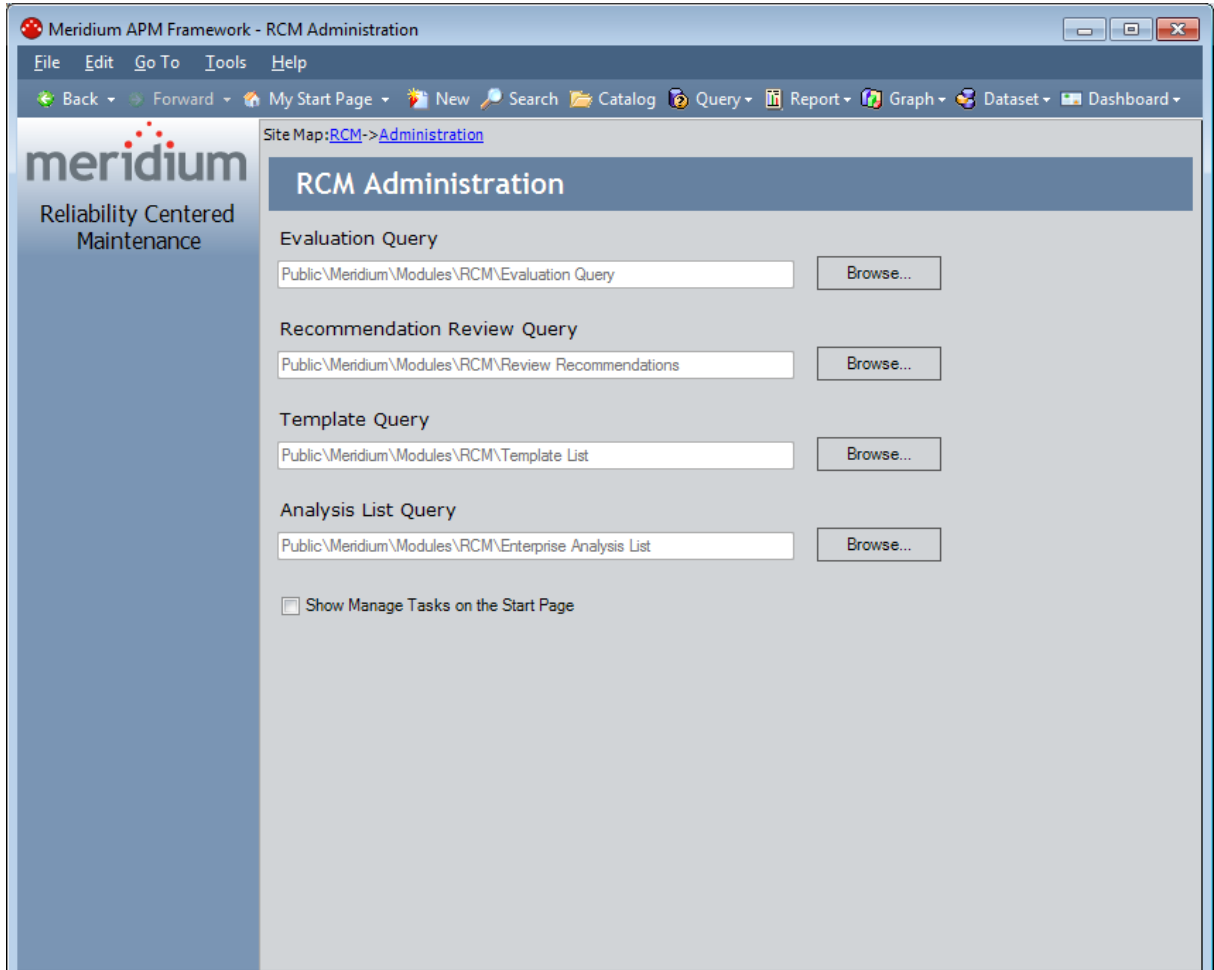 Meridium APM Framework - RCM Administration
File Edit Go To Tools Help
Back Forward My Start Page New Search Catalog Query Report Graph Dataset Dashboard
meridium
Reliability Centered
Maintenance
Site Map:RCM->Administration
RCM Administration
Evaluation Query
Public\Meridium\Modules\RCM\Evaluation Query Browse...
Recommendation Review Query
Public\Meridium\Modules\RCM\Review Recommendations Browse...
Template Query
Public\Meridium\Modules\RCM\Template List Browse...
Analysis List Query
Public\Meridium\Modules\RCM\Enterprise Analysis List Browse...
Show Manage Tasks on the Start Page